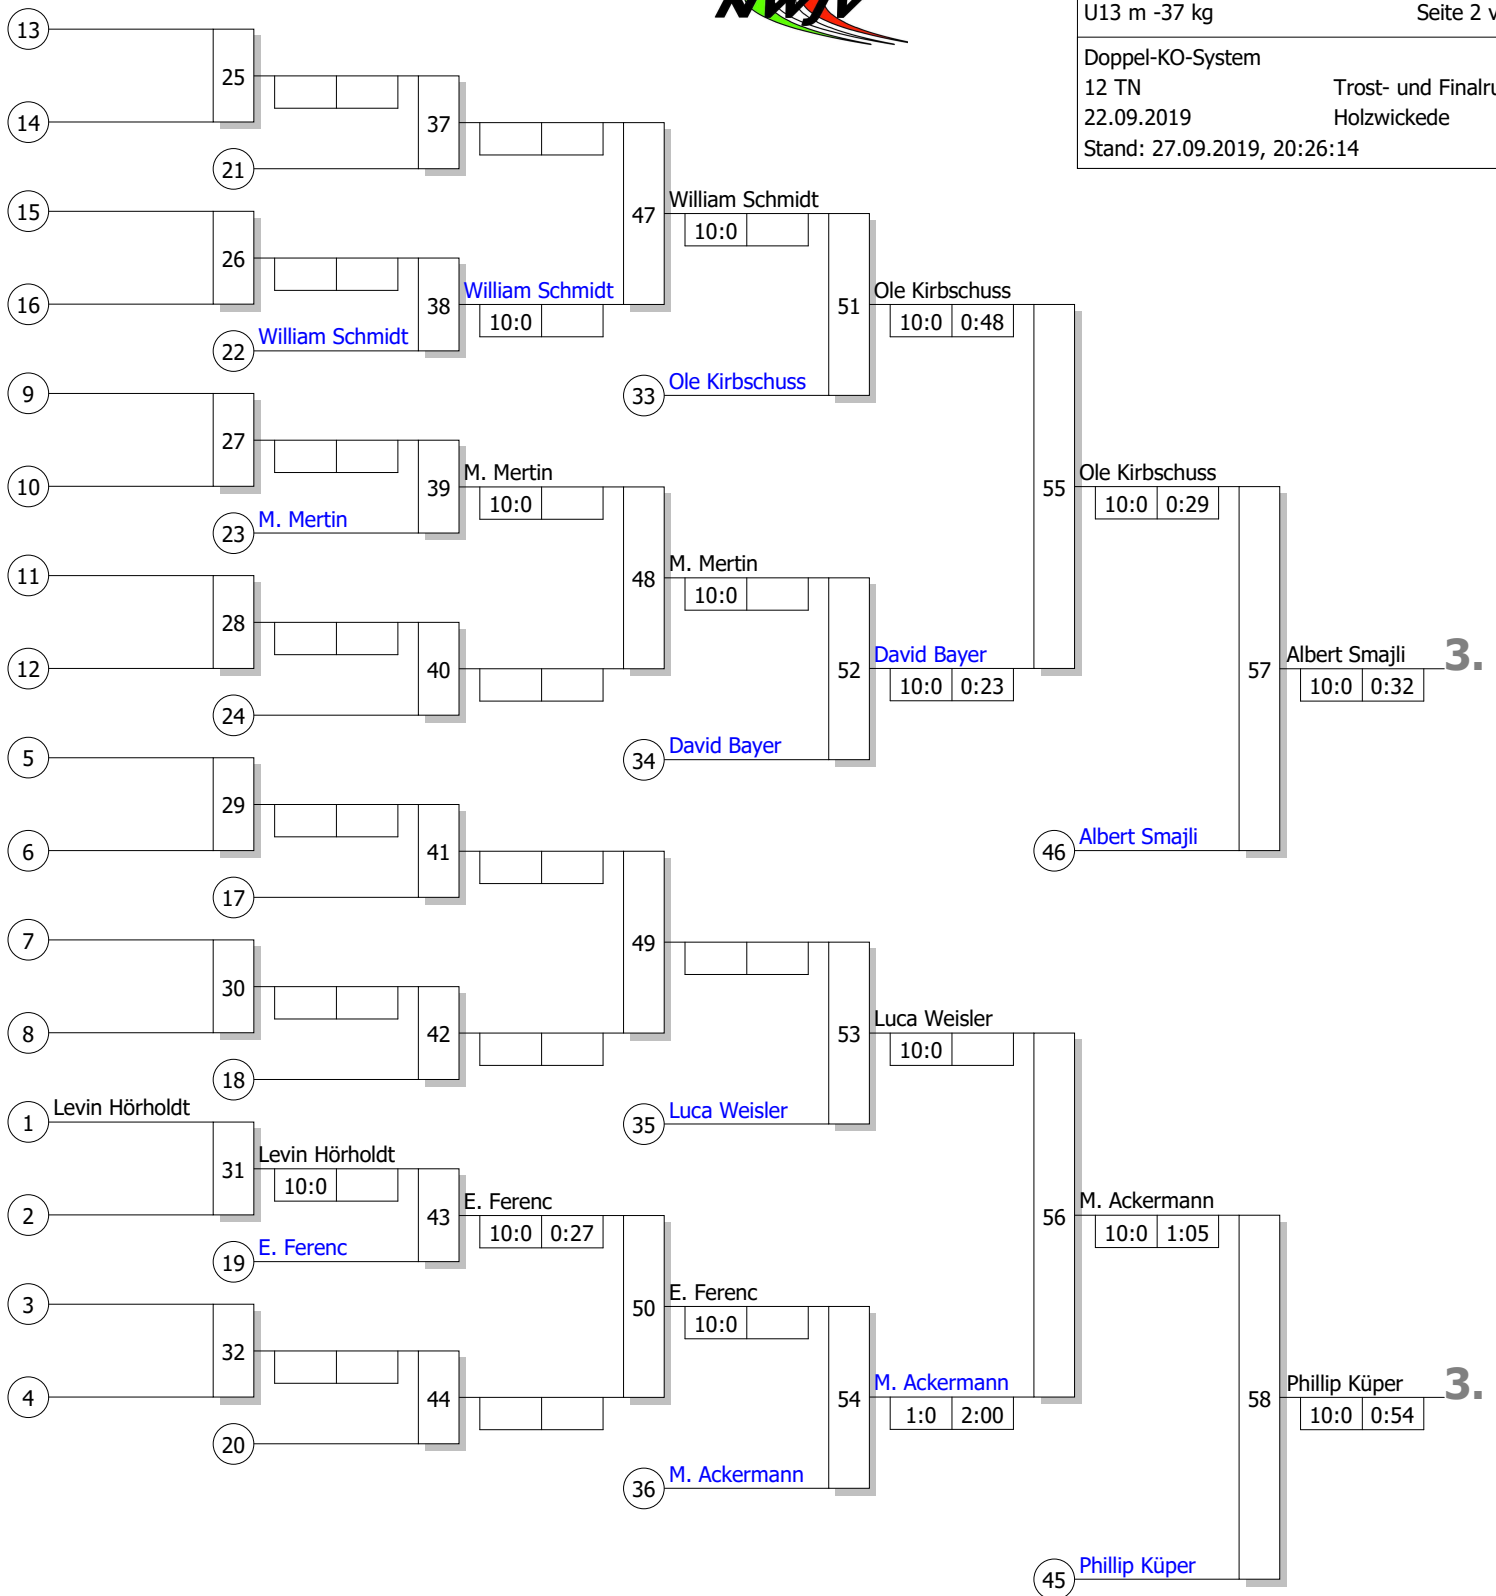 NWJV
U13 m -37 kg Seite 2 v
Doppel-KO-System
12 TN Trost- und Finalru
22.09.2019 Holzwickede
Stand: 27.09.2019, 20:26:14
13
25
14
37
21
15
47
William Schmidt
10:0
26
16
38
William Schmidt
10:0
22
William Schmidt
51
Ole Kirbschuss
10:0 0:48
33
Ole Kirbschuss
9
27
10
39
M. Mertin
10:0
23
M. Mertin
55
Ole Kirbschuss
10:0 0:29
11
48
M. Mertin
10:0
28
12
40
24
52
David Bayer
10:0 0:23
34
David Bayer
57
Albert Smajli
10:0 0:32
3.
5
29
6
41
17
46
Albert Smajli
7
49
30
8
42
18
53
Luca Weisler
10:0
35
Luca Weisler
1
Levin Hörholdt
31
Levin Hörholdt
10:0
2
43
E. Ferenc
10:0 0:27
19
E. Ferenc
56
M. Ackermann
10:0 1:05
3
50
E. Ferenc
10:0
32
4
44
20
54
M. Ackermann
1:0 2:00
36
M. Ackermann
58
Phillip Küper
10:0 0:54
3.
45
Phillip Küper